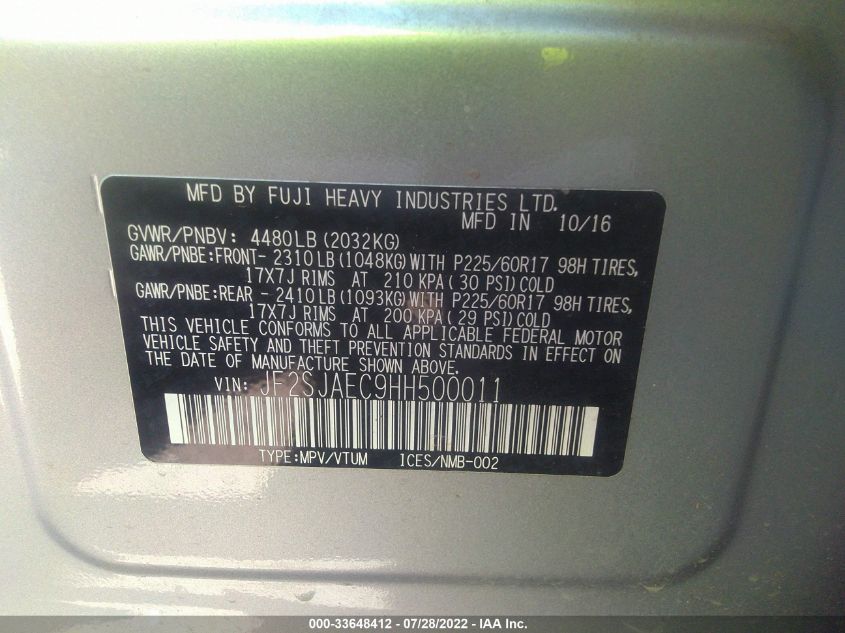 MFD BY FUJI HEAVY INDUSTRIES LTD.
MFD IN 10/16
GVWR/PNBV: 4480LB (2032KG)
GAWR/PNBE:FRONT- 2310 LB (1048KG) WITH P225/60R17 98H TIRES,
17X7J RIMS AT 210 KPA ( 30 PSI) COLD
GAWR/PNBE:REAR - 2410 LB (1093KG) WITH P225/60R17 98H TIRES,
17X7J RIMS AT 200 KPA ( 29 PSI) COLD
THIS VEHICLE CONFORMS TO ALL APPLICABLE FEDERAL MOTOR
VEHICLE SAFETY AND THEFT PREVENTION STANDARDS IN EFFECT ON
THE DATE OF MANUFACTURE SHOWN ABOVE.
VIN: JF2SJAEC9HH500011
TYPE:MPV/VTUM ICES/NMB-002
000-33648412 - 07/28/2022 - IAA Inc.